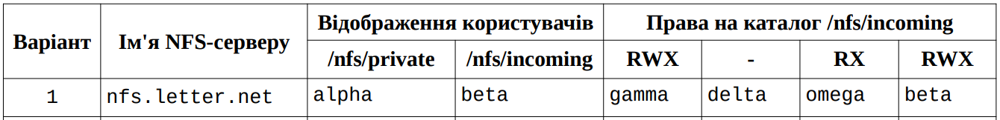 Варіант Ім'я NFS-серверу Відображення користувачів Права на каталог /nfs/incoming
/nfs/private /nfs/incoming RWX - RX RWX
1 nfs.letter.net alpha beta gamma delta omega beta